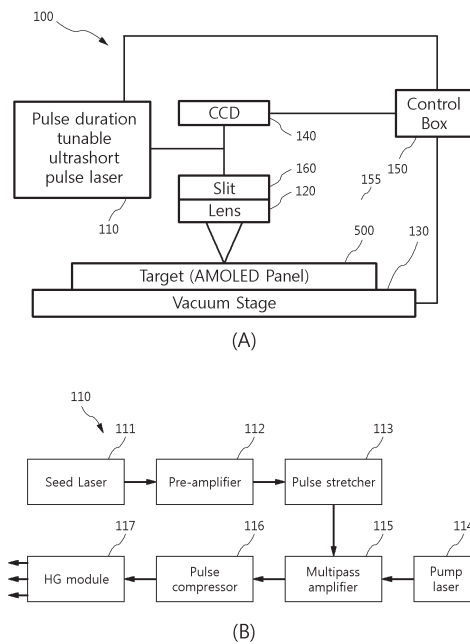 100
Pulse duration
tunable
ultrashort
pulse laser
110
CCD
140
Control
Box
150
155
Slit
160
Lens
120
500
130
Target (AMOLED Panel)
Vacuum Stage
(A)
110
111
112
113
Seed Laser
Pre-amplifier
Pulse stretcher
117
116
115
114
HG module
Pulse
compressor
Multipass
amplifier
Pump
laser
(B)